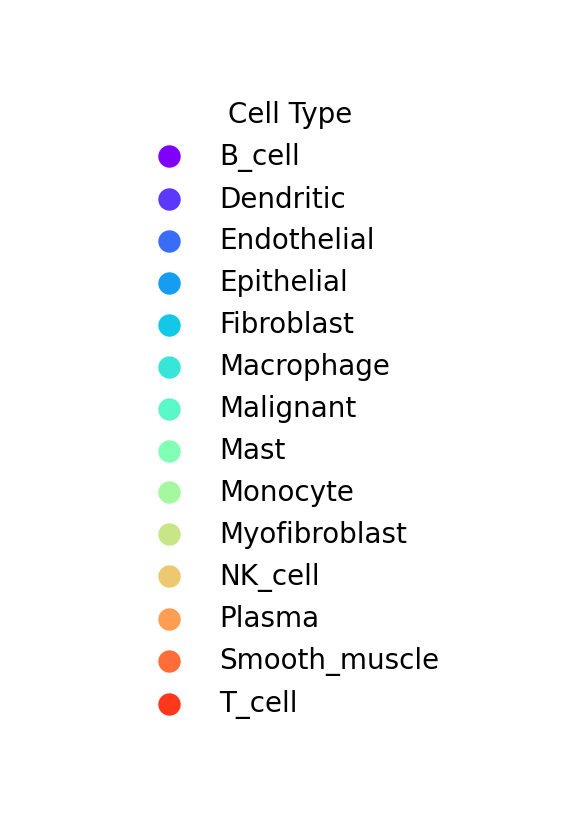 Cell Type
B_cell
Dendritic
Endothelial
Epithelial
Fibroblast
Macrophage
Malignant
Mast
Monocyte
Myofibroblast
NK_cell
Plasma
Smooth_muscle
T_cell